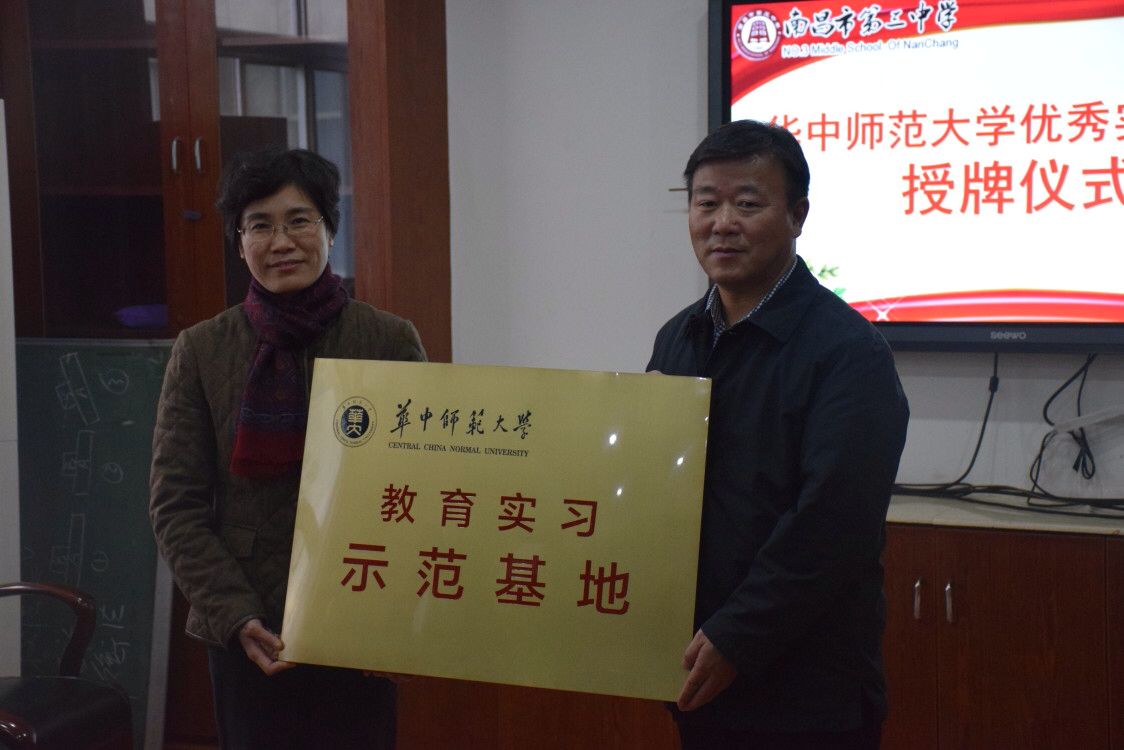 南昌市第三中学
NO.3 Middle School Of NanChang
华中师范大学优秀实
授牌仪式
seewo
華中師範大學
CENTRAL CHINA NORMAL UNIVERSITY
教育实习
示范基地